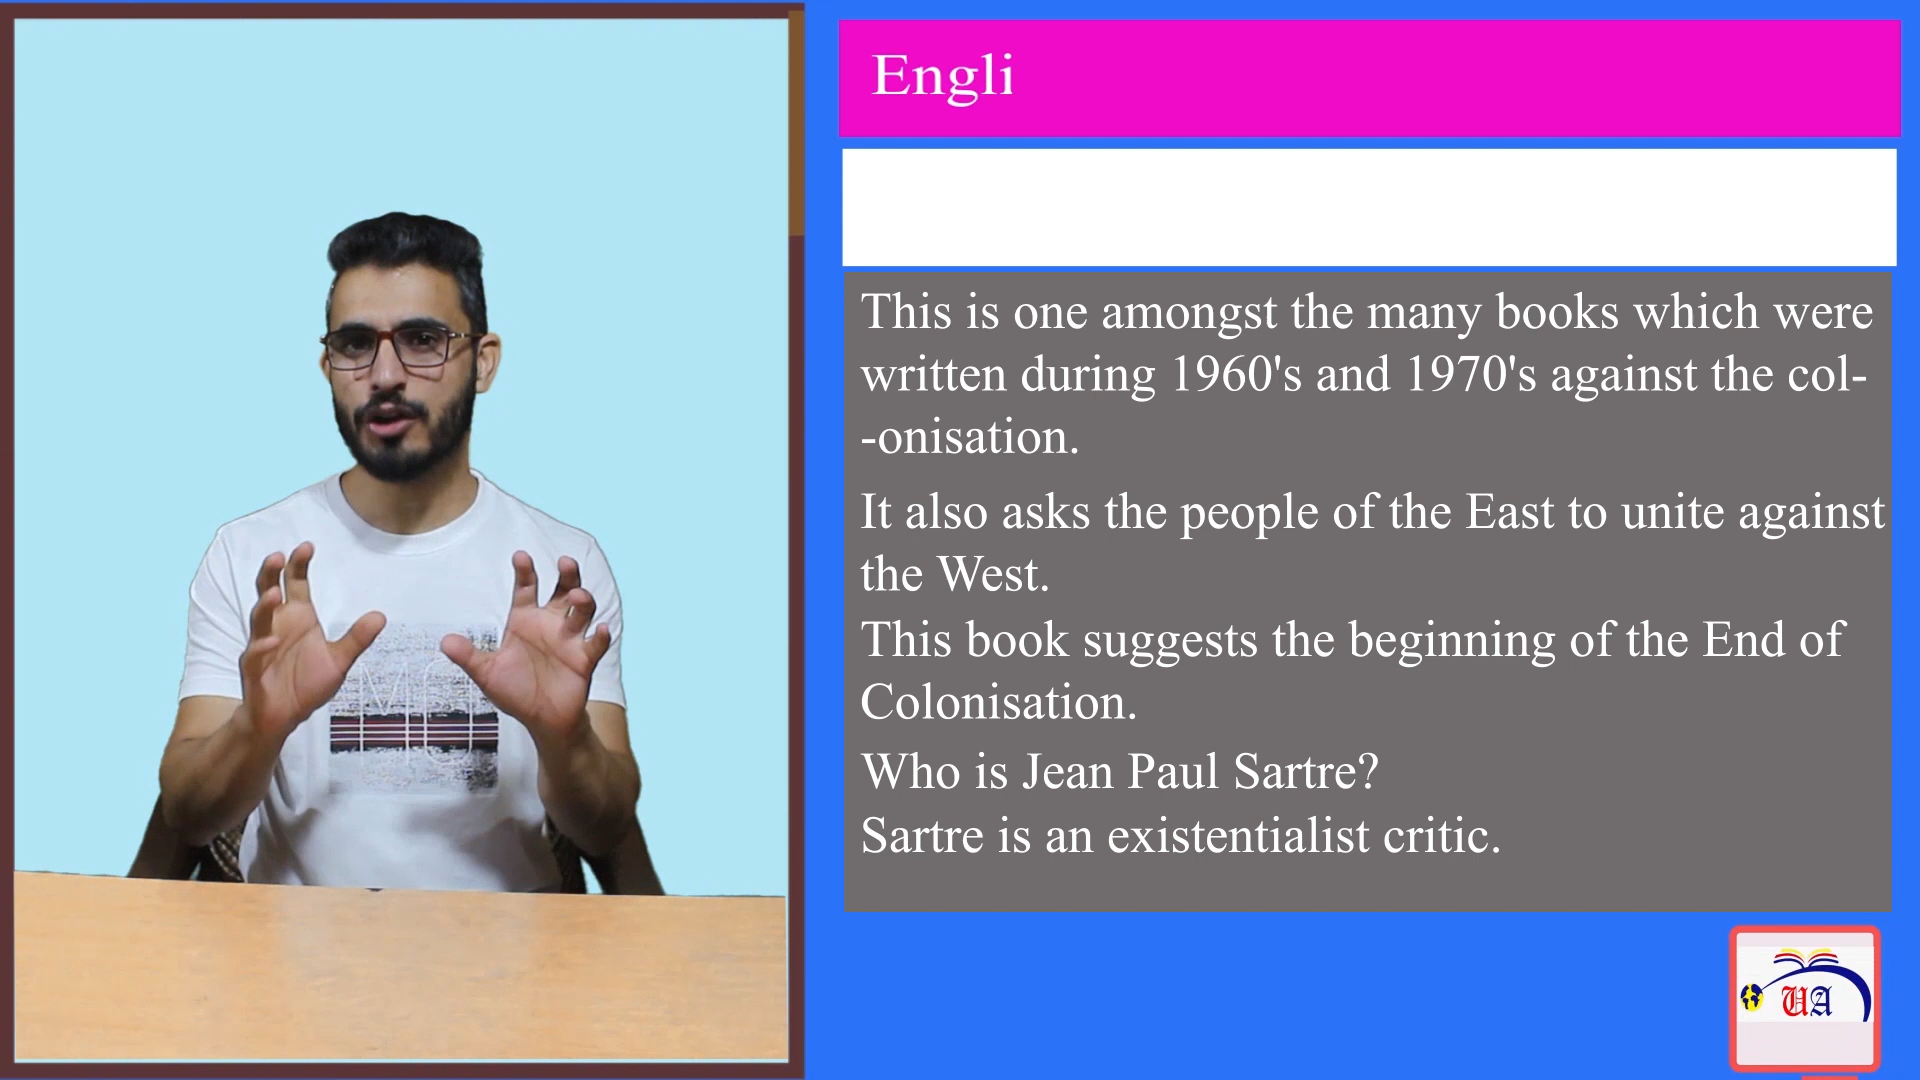 Engli
This is one amongst the many books which were
written during 1960's and 1970's against the col-
-onisation.
It also asks the people of the East to unite against
the West.
This book suggests the beginning of the End of
Colonisation.
Who is Jean Paul Sartre?
Sartre is an existentialist critic.
UA